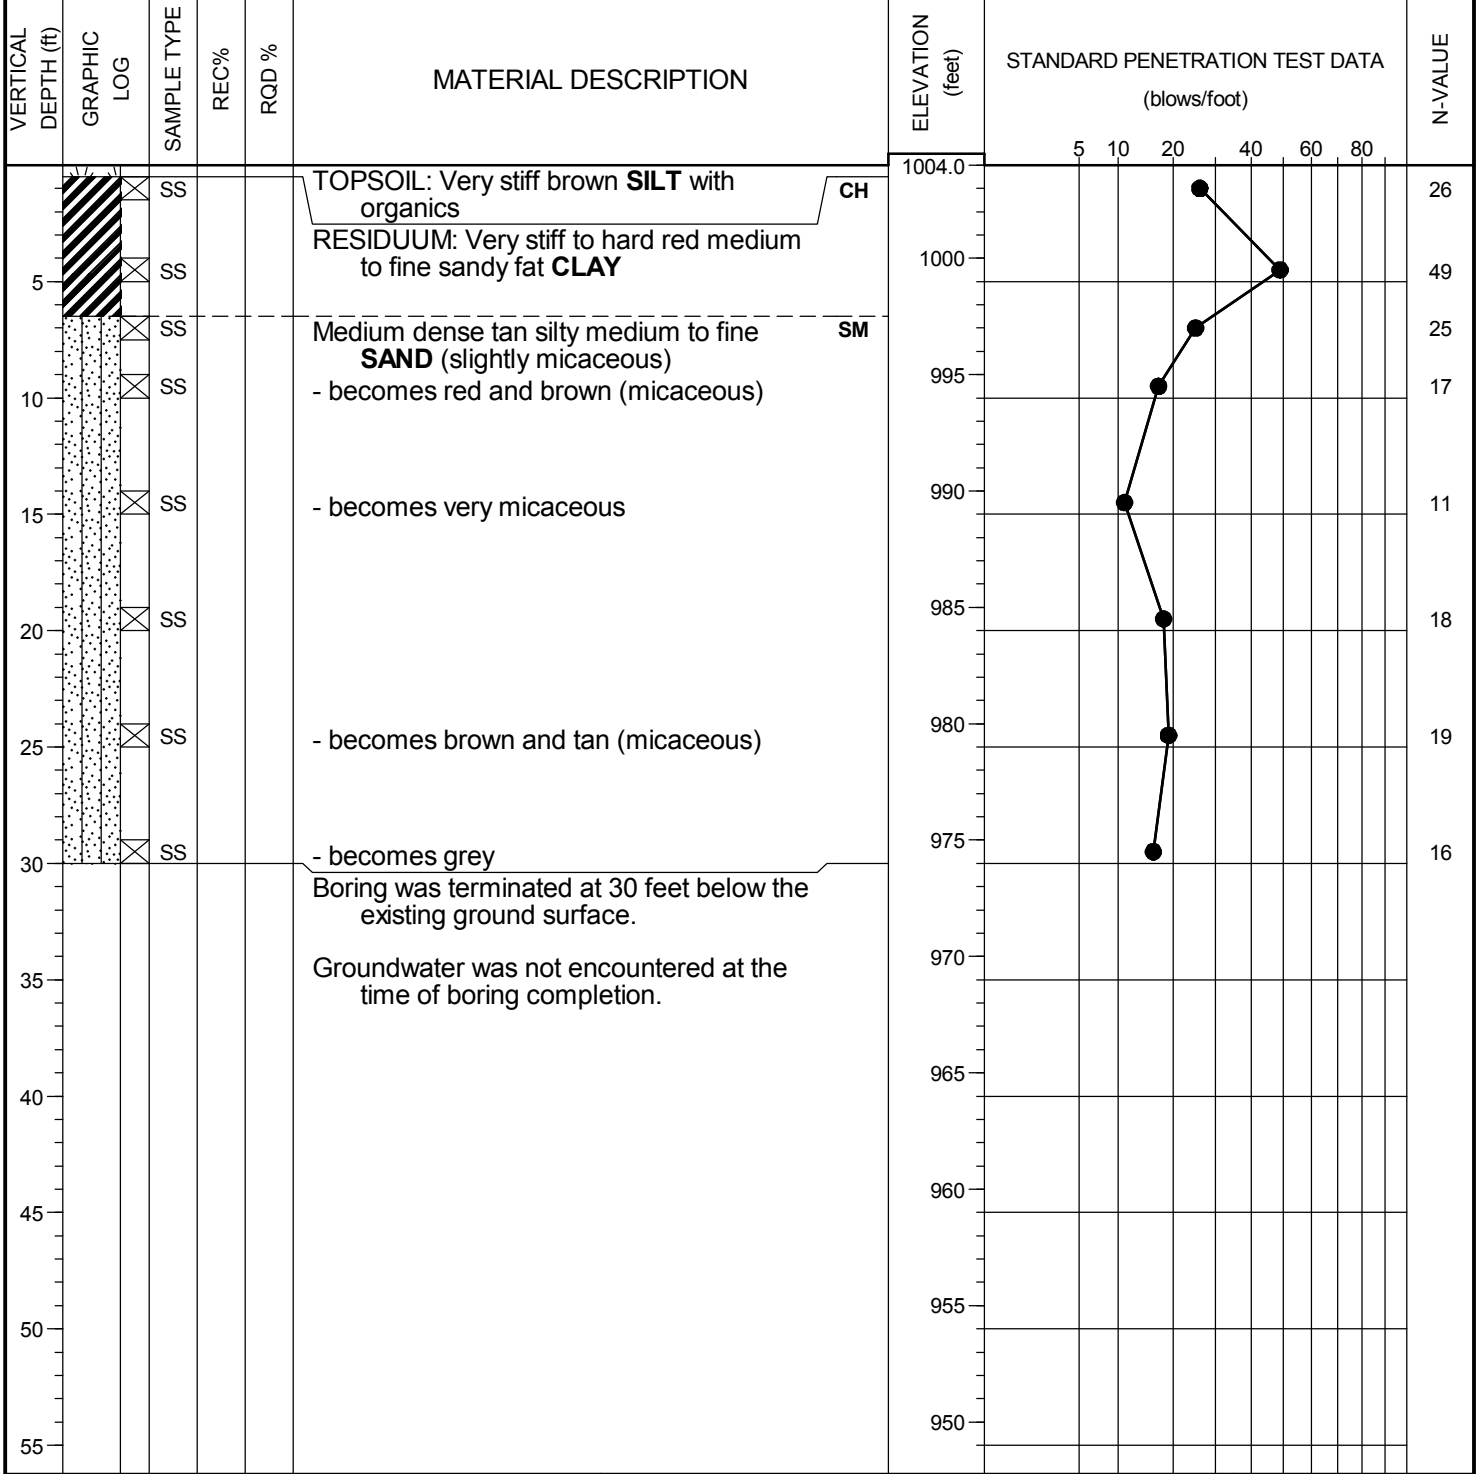 VERTICAL
DEPTH (ft)
GRAPHIC
LOG
SAMPLE TYPE
REC%
RQD %
MATERIAL DESCRIPTION
ELEVATION
(feet)
STANDARD PENETRATION TEST DATA
(blows/foot)
N-VALUE
5 10 20 40 60 80
1004.0
SS
TOPSOIL: Very stiff brown SILT with
organics
CH
26
RESIDUUM: Very stiff to hard red medium
to fine sandy fat CLAY
1000
5
SS
49
SS
Medium dense tan silty medium to fine
SAND (slightly micaceous)
SM
25
995
10
SS
- becomes red and brown (micaceous)
17
990
15
SS
- becomes very micaceous
11
985
20
SS
18
980
25
SS
- becomes brown and tan (micaceous)
19
975
30
SS
- becomes grey
16
Boring was terminated at 30 feet below the
existing ground surface.
970
35
Groundwater was not encountered at the
time of boring completion.
965
40
960
45
955
50
950
55